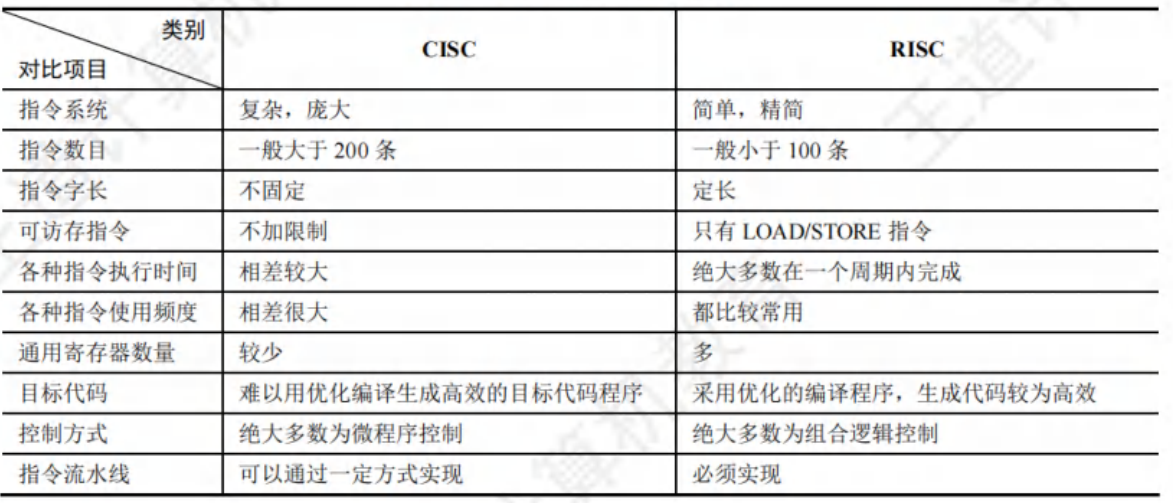 类别
对比项目 CISC RISC
指令系统 复杂，庞大 简单，精简
指令数目 一般大于 200 条 一般小于 100 条
指令字长 不固定 定长
可访存指令 不加限制 只有 LOAD/STORE 指令
各种指令执行时间 相差较大 绝大多数在一个周期内完成
各种指令使用频度 相差很大 都比较常用
通用寄存器数量 较少 多
目标代码 难以用优化编译生成高效的目标代码程序 采用优化的编译程序，生成代码较为高效
控制方式 绝大多数为微程序控制 绝大多数为组合逻辑控制
指令流水线 可以通过一定方式实现 必须实现